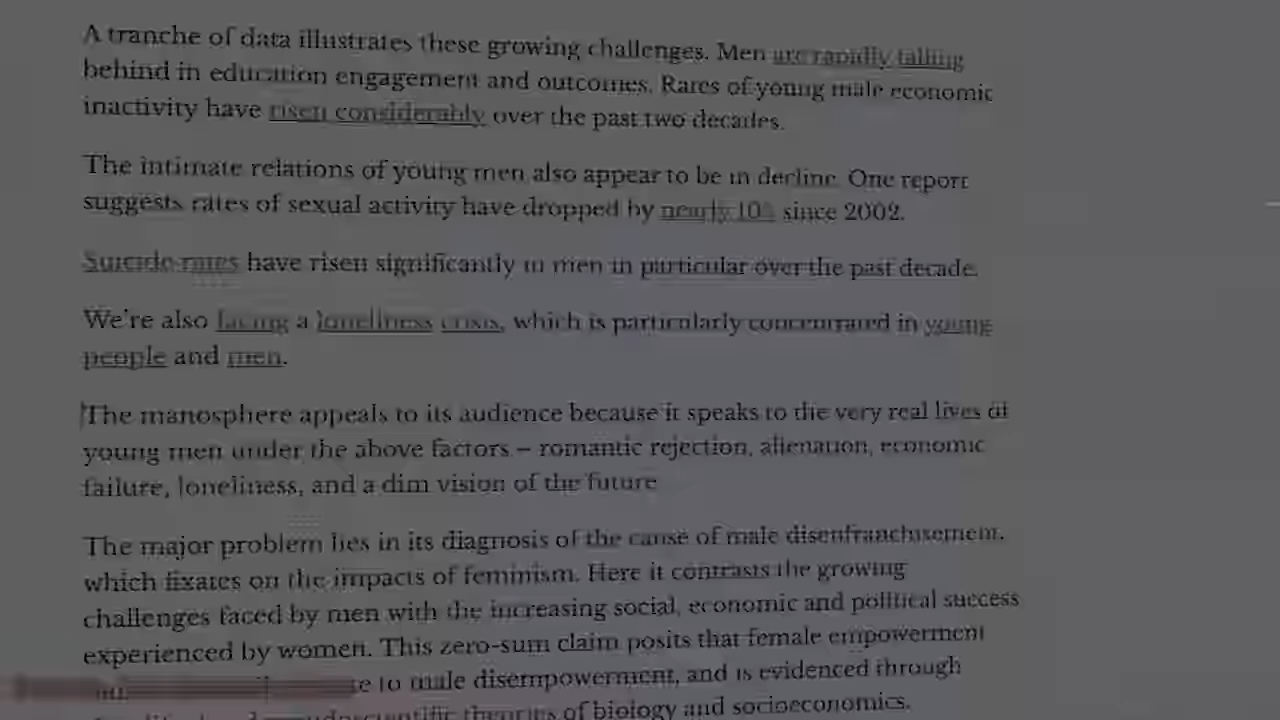 A tranche of data illustrates these growing challenges. Men are rapidly falling
behind in education engagement and outcomes. Rates of young male economic
inactivity have risen considerably over the past two decades.
The intimate relations of young men also appear to be in decline. One report
suggests rates of sexual activity have dropped by nearly since 2002.
Suicide rates have risen significantly in men in particular over the past decade.
We're also facing a loneliness crisis, which is particularly concentrated in young
people and men.
The manosphere appeals to its audience because it speaks to the very real lives of
young men under the above factors – romantic rejection, alienation, economic
failure, loneliness, and a dim vision of the future
The major problem lies in its diagnosis of the cause of male disenfranchisement,
which fixates on the impacts of feminism. Here it contrasts the growing
challenges faced by men with the increasing social, economic and political success
experienced by women. This zero-sum claim posits that female empowerment
to male disempowerment, and is evidenced through
theories of biology and socioeconomics.